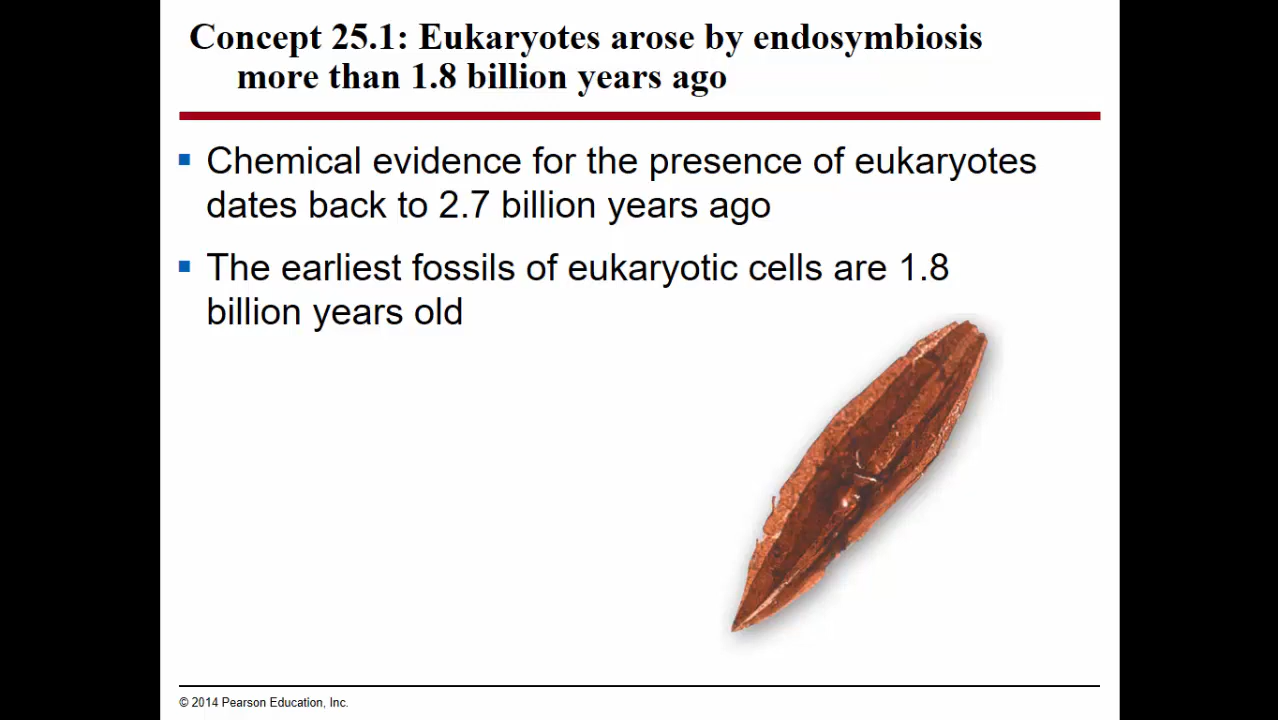 Concept 25.1: Eukaryotes arose by endosymbiosis
more than 1.8 billion years ago
Chemical evidence for the presence of eukaryotes
dates back to 2.7 billion years ago
The earliest fossils of eukaryotic cells are 1.8
billion years old
© 2014 Pearson Education, Inc.